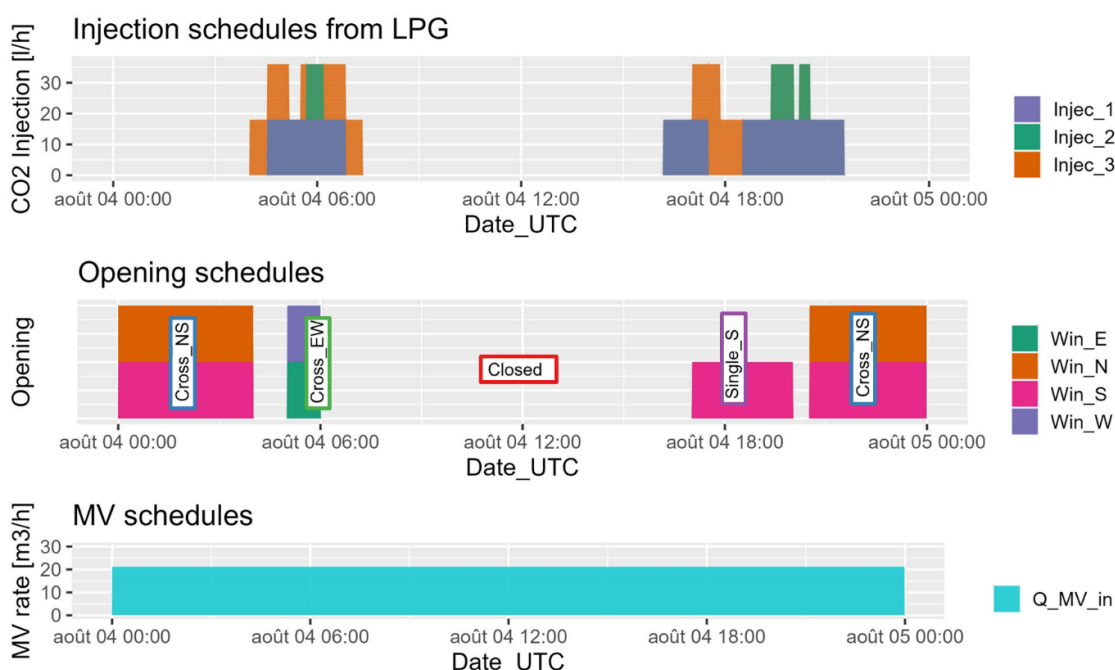 Injection schedules from LPG
CO2 Injection [l/h]
30
20
10
0
août 04 00:00
août 04 06:00
août 04 12:00
août 04 18:00
août 05 00:00
Date_UTC
Injec_1
Injec_2
Injec_3
Opening schedules
Opening
Cross_NS
Cross_EW
Closed
Single_S
Cross_NS
août 04 00:00
août 04 06:00
août 04 12:00
août 04 18:00
août 05 00:00
Date_UTC
Win_E
Win_N
Win_S
Win_W
MV schedules
MV rate [m3/h]
30
20
10
0
août 04 00:00
août 04 06:00
août 04 12:00
août 04 18:00
août 05 00:00
Date_UTC
Q_MV_in